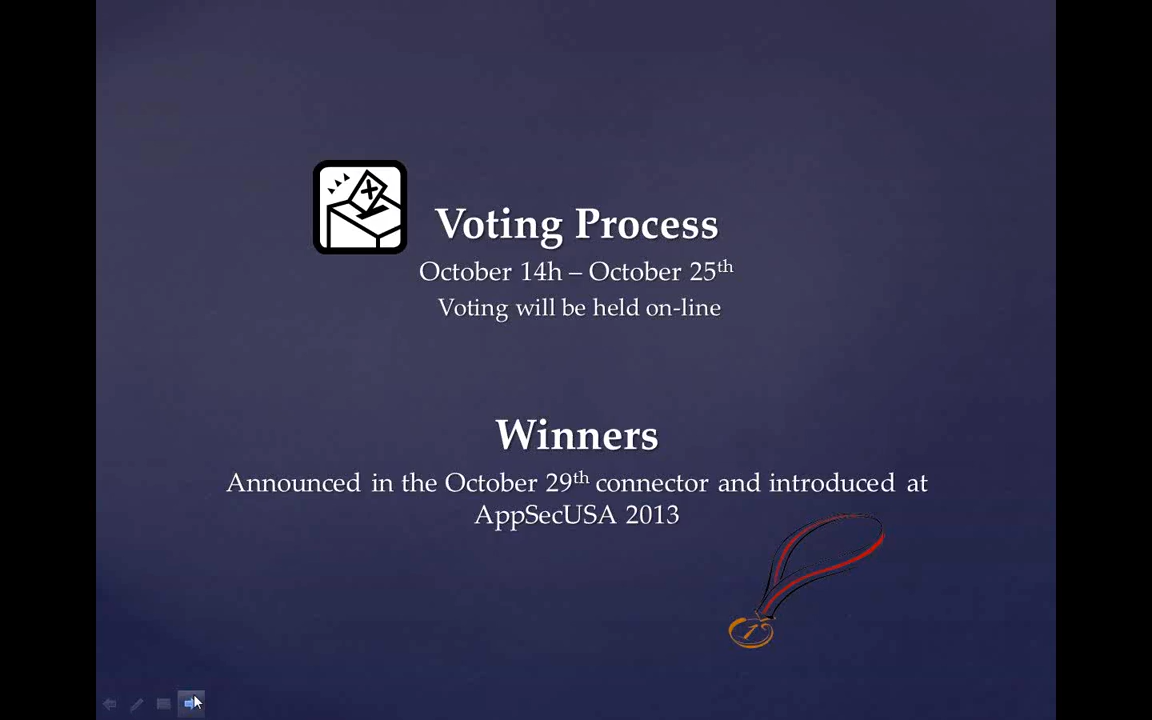 Voting Process
October 14h – October 25th
Voting will be held on-line
Winners
Announced in the October 29th connector and introduced at
AppSecUSA 2013
1